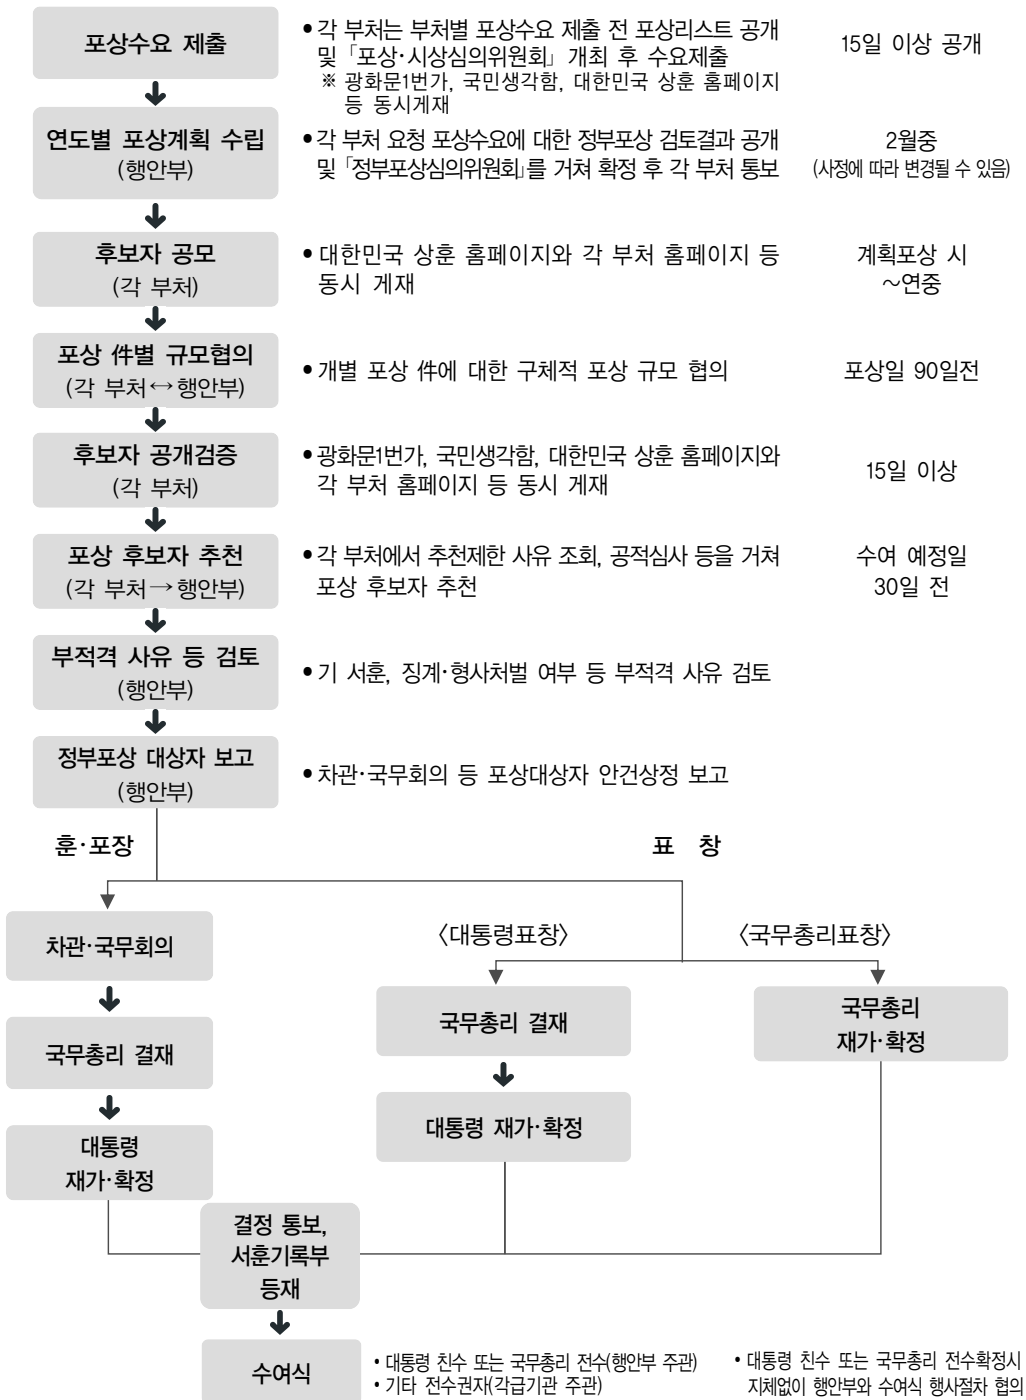 포상수요 제출
• 각 부처는 부처별 포상수요 제출 전 포상리스트 공개
및 「포상·시상심의위원회」 개최 후 수요제출
※ 광화문1번가, 국민생각함, 대한민국 상훈 홈페이지
등 동시게재
15일 이상 공개
연도별 포상계획 수립
(행안부)
• 각 부처 요청 포상수요에 대한 정부포상 검토결과 공개
및 「정부포상심의위원회」를 거쳐 확정 후 각 부처 통보
2월중
(사정에 따라 변경될 수 있음)
후보자 공모
(각 부처)
• 대한민국 상훈 홈페이지와 각 부처 홈페이지 등
동시 게재
계획포상 시
~연중
포상 件별 규모협의
(각 부처↔행안부)
• 개별 포상 件에 대한 구체적 포상 규모 협의
포상일 90일전
후보자 공개검증
(각 부처)
• 광화문1번가, 국민생각함, 대한민국 상훈 홈페이지와
각 부처 홈페이지 등 동시 게재
15일 이상
포상 후보자 추천
(각 부처→행안부)
• 각 부처에서 추천제한 사유 조회, 공적심사 등을 거쳐
포상 후보자 추천
수여 예정일
30일 전
부적격 사유 등 검토
(행안부)
• 기 서훈, 징계·형사처벌 여부 등 부적격 사유 검토
정부포상 대상자 보고
(행안부)
• 차관·국무회의 등 포상대상자 안건상정 보고
훈·포장
표 창
차관·국무회의
〈대통령표창〉
〈국무총리표창〉
국무총리 결재
국무총리
재가·확정
국무총리 결재
대통령 재가·확정
대통령
재가·확정
결정 통보,
서훈기록부
등재
수여식
• 대통령 친수 또는 국무총리 전수(행안부 주관)
• 기타 전수권자(각급기관 주관)
• 대통령 친수 또는 국무총리 전수확정시
지체없이 행안부와 수여식 행사절차 협의